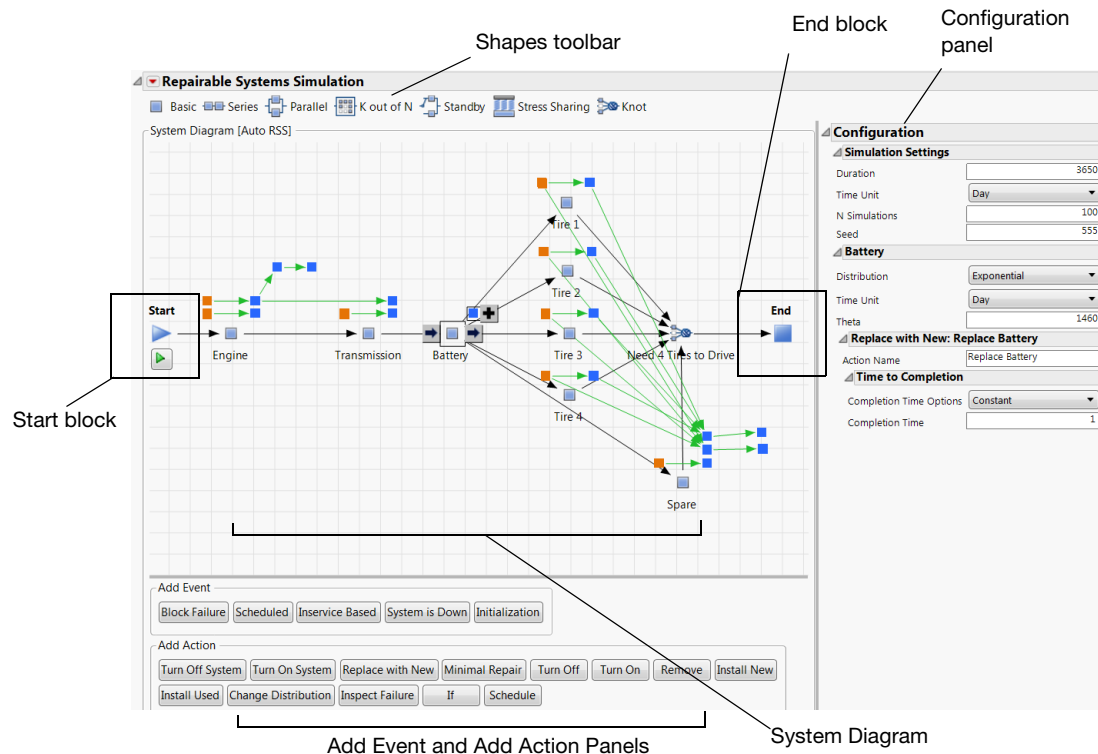 End block
Configuration
panel
Shapes toolbar
Repairable Systems Simulation
Basic Series Parallel K out of N Standby Stress Sharing Knot
System Diagram [Auto RSS]
Configuration
Simulation Settings
Duration 3650
Time Unit Day
N Simulations 100
Seed 555
Battery
Distribution Exponential
Time Unit Day
Theta 1460
Replace with New: Replace Battery
Action Name Replace Battery
Time to Completion
Completion Time Options Constant
Completion Time 1
Tire 1
Tire 2
Start
End
Engine
Transmission
Battery
Tire 3
Need 4 Tires to Drive
Tire 4
Start block
Spare
Add Event
Block Failure Scheduled Inservice Based System is Down Initialization
Add Action
Turn Off System Turn On System Replace with New Minimal Repair Turn Off Turn On Remove Install New
Install Used Change Distribution Inspect Failure If Schedule
System Diagram
Add Event and Add Action Panels